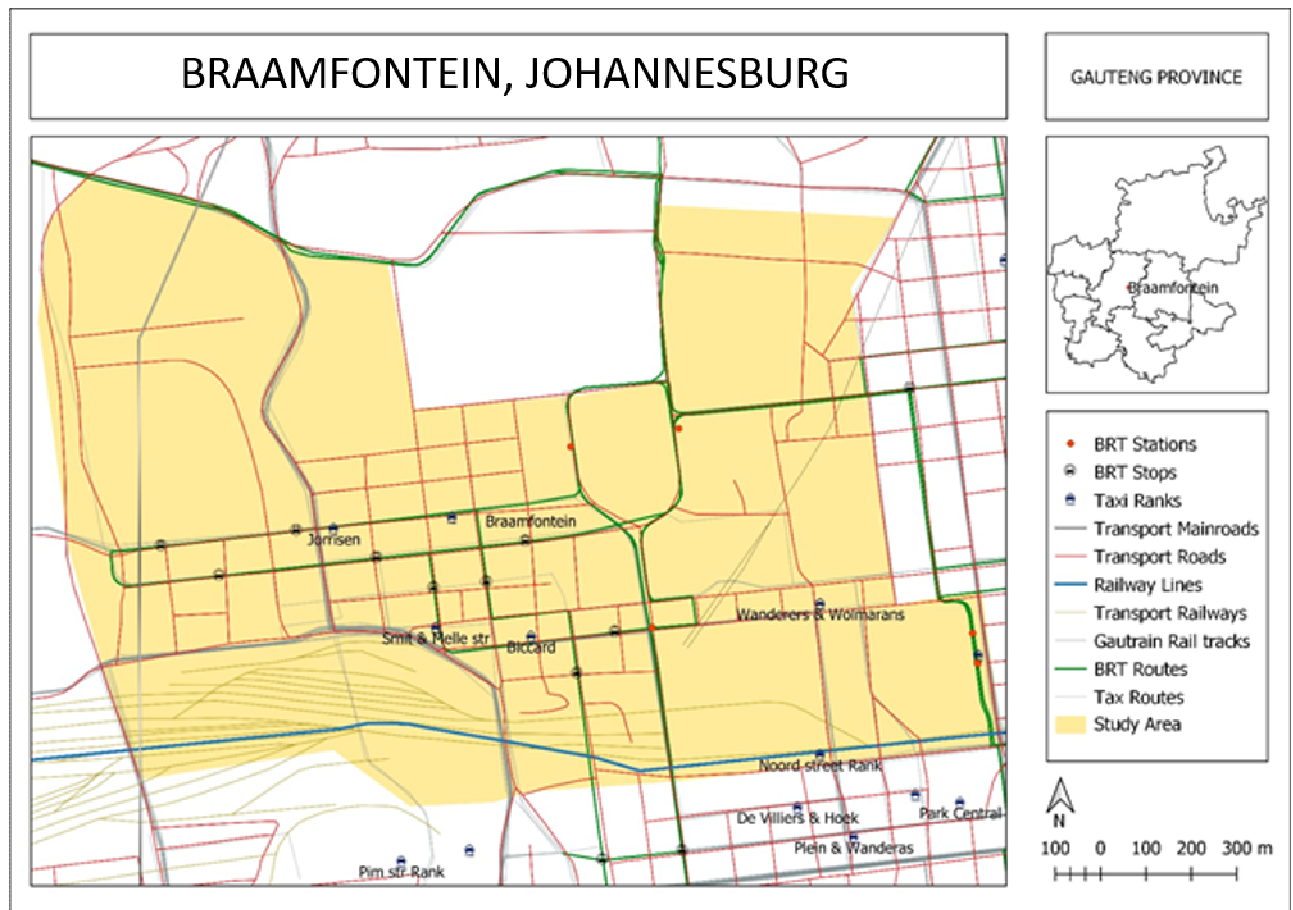 BRAAMFONTEIN, JOHANNESBURG
GAUTENG PROVINCE
Braamfontein
Braamfontein
Jorrisen
Wanderers & Wolmarans
Smit & Melle str
Biccard
Noord street Rank
De Villiers & Hoek
Park Central
Plein & Wanderas
Pim str Rank
BRT Stations
BRT Stops
Taxi Ranks
Transport Mainroads
Transport Roads
Railway Lines
Transport Railways
Gautrain Rail tracks
BRT Routes
Tax Routes
Study Area
N
100 0 100 200 300 m